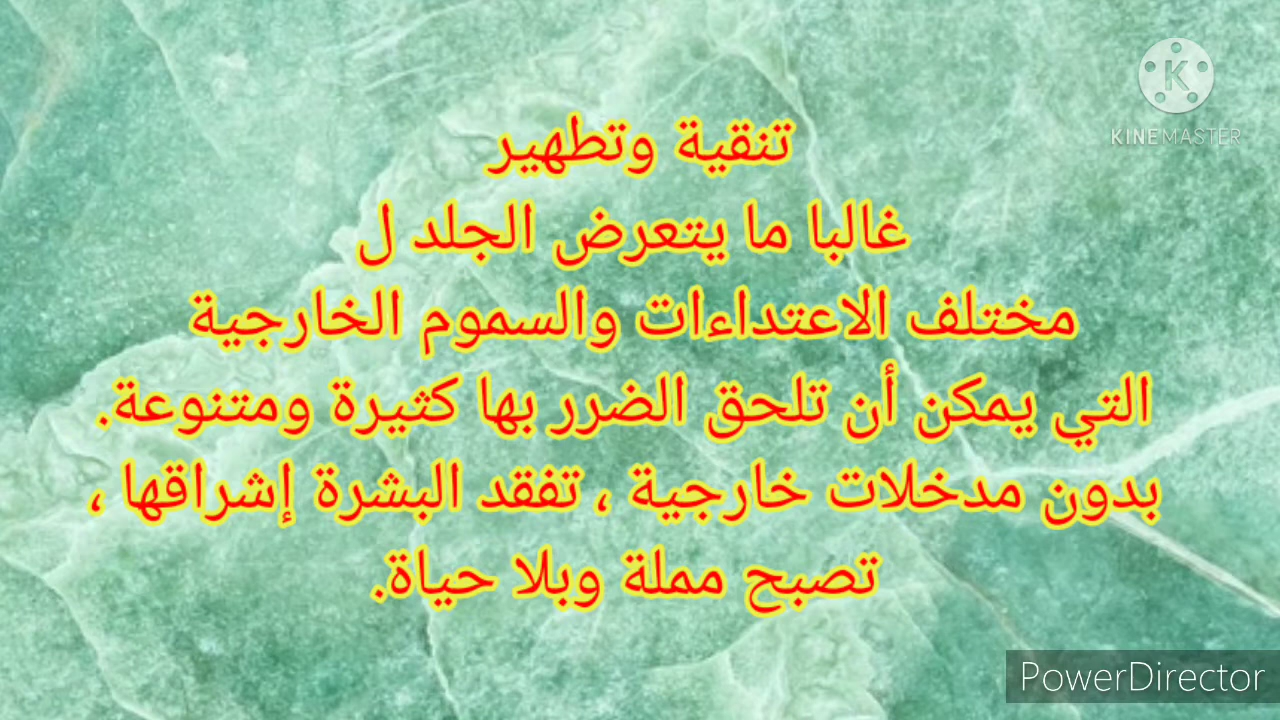 KINEMASTER
تنقية وتطهير
غالبا ما يتعرض الجلد ل
مختلف الاعتداءات والسموم الخارجية
التي يمكن أن تلحق الضرر بها كثيرة ومتنوعة.
بدون مدخلات خارجية ، تفقد البشرة إشراقها ،
تصبح مملة وبلا حياة.
PowerDirector